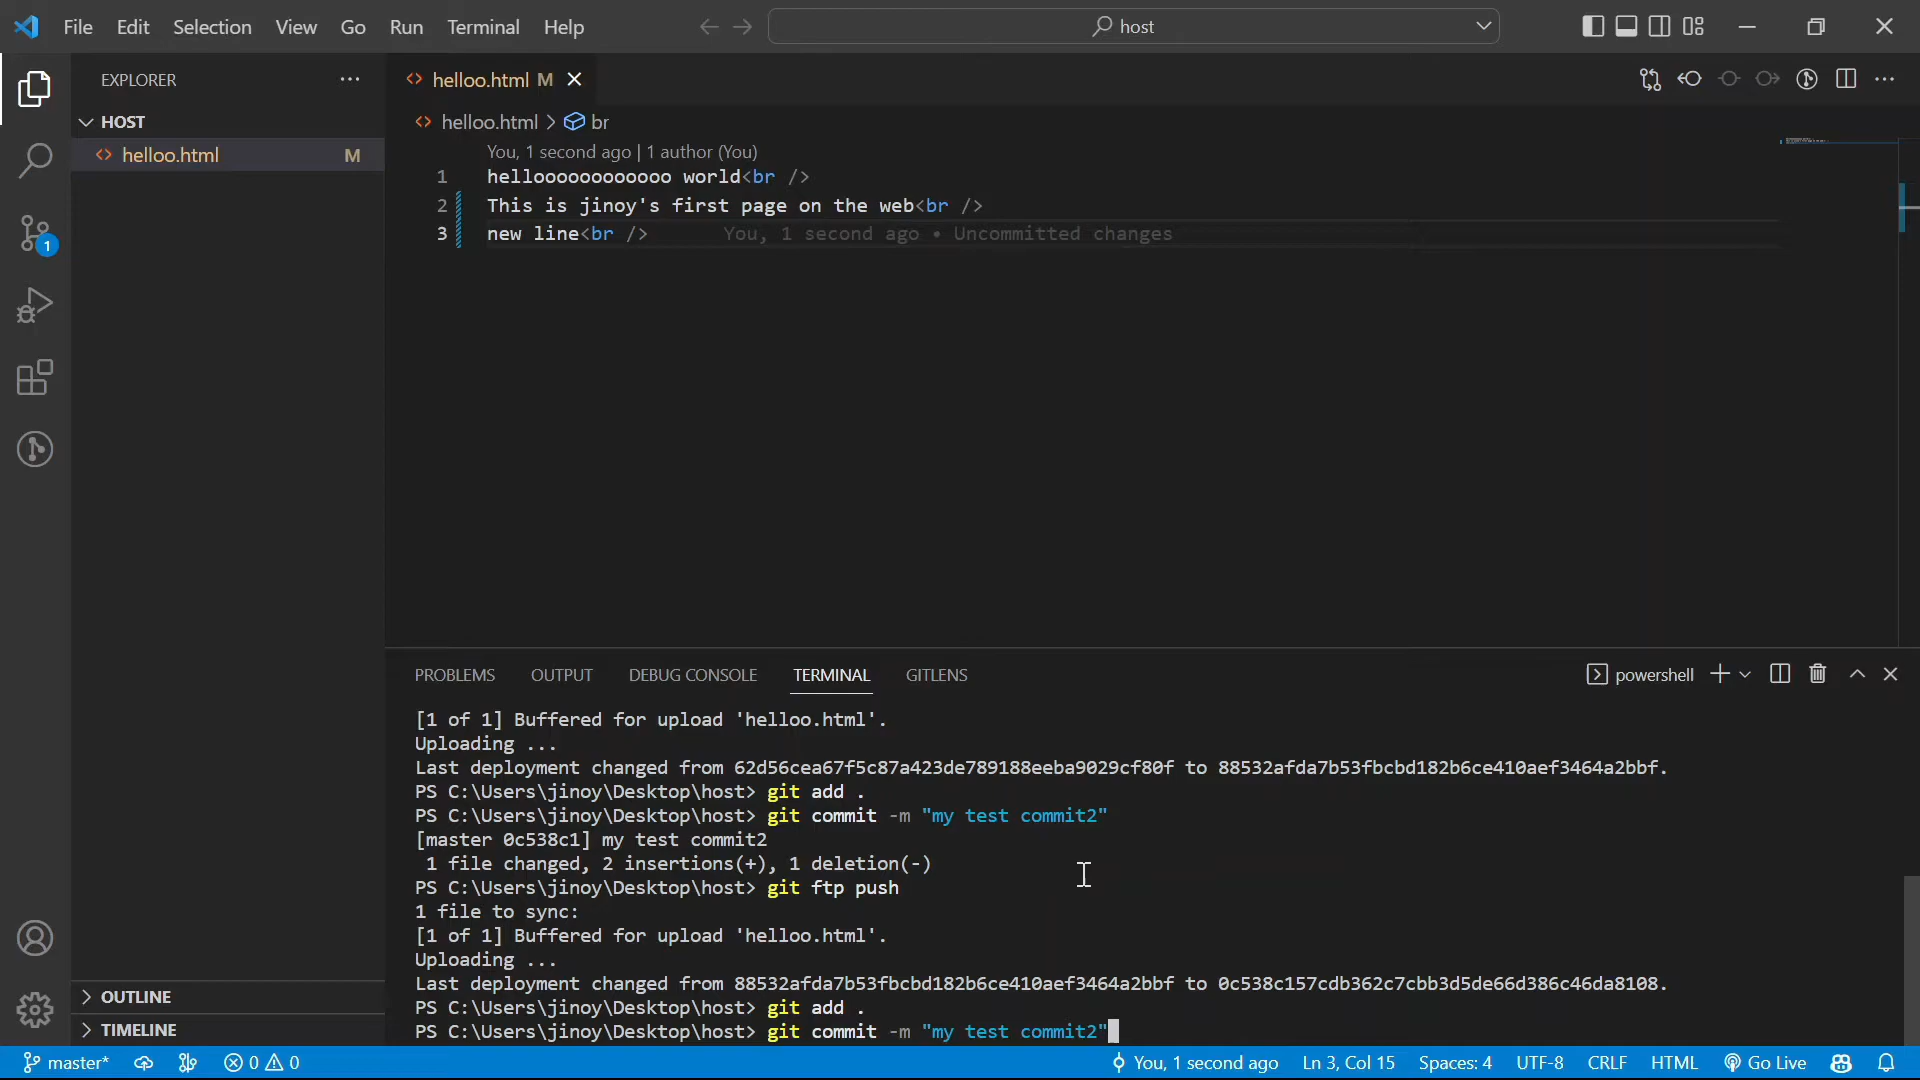 File Edit Selection View Go Run Terminal Help
host
EXPLORER
HOST
helloo.html M
1
helloo.html M
helloo.html > br
You, 1 second ago | 1 author (You)
1 helloooooooooooo world<br />
2 This is jinoy's first page on the web<br />
3 new line<br /> You, 1 second ago • Uncommitted changes
PROBLEMS OUTPUT DEBUG CONSOLE TERMINAL GITLENS
powershell
[1 of 1] Buffered for upload 'helloo.html'.
Uploading ...
Last deployment changed from 62d56cea67f5c87a423de789188eeba9029cf80f to 88532afda7b53fbcbd182b6ce410aef3464a2bbf.
PS C:\Users\jinoy\Desktop\host> git add .
PS C:\Users\jinoy\Desktop\host> git commit -m "my test commit2"
[master 0c538c1] my test commit2
1 file changed, 2 insertions(+), 1 deletion(-)
PS C:\Users\jinoy\Desktop\host> git ftp push
1 file to sync:
[1 of 1] Buffered for upload 'helloo.html'.
Uploading ...
Last deployment changed from 88532afda7b53fbcbd182b6ce410aef3464a2bbf to 0c538c157cdb362c7cbb3d5de66d386c46da8108.
PS C:\Users\jinoy\Desktop\host> git add .
PS C:\Users\jinoy\Desktop\host> git commit -m "my test commit2"
OUTLINE
TIMELINE
master* 0 0 You, 1 second ago Ln 3, Col 15 Spaces: 4 UTF-8 CRLF HTML Go Live